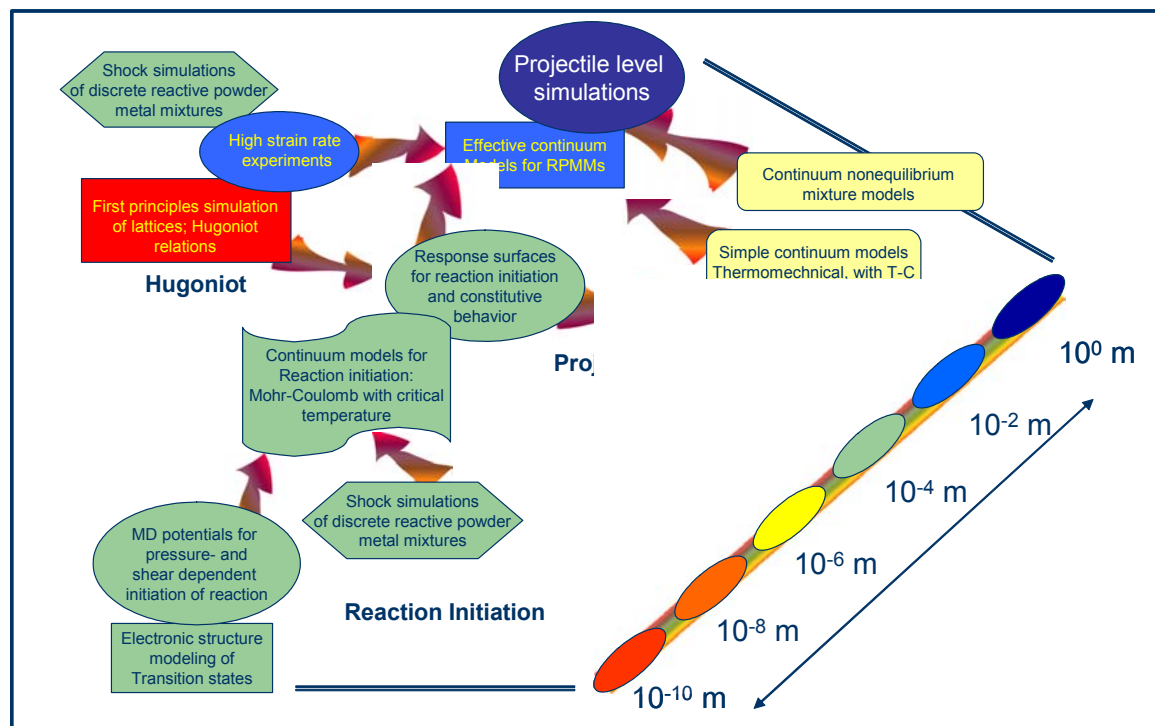 Shock simulations
of discrete reactive powder
metal mixtures
High strain rate
experiments
First principles simulation
of lattices; Hugoniot
relations
Hugoniot
Projectile level
simulations
Effective continuum
Models for RPMMs
Continuum nonequilibrium
mixture models
Simple continuum models
Thermomechnical, with T-C
Response surfaces
for reaction initiation
and constitutive
behavior
Continuum models for
Reaction initiation:
Mohr-Coulomb with critical
temperature
Shock simulations
of discrete reactive powder
metal mixtures
MD potentials for
pressure- and
shear dependent
initiation of reaction
Electronic structure
modeling of
Transition states
Reaction Initiation
10⁰ m
10⁻² m
10⁻⁴ m
10⁻⁶ m
10⁻⁸ m
10⁻¹⁰ m